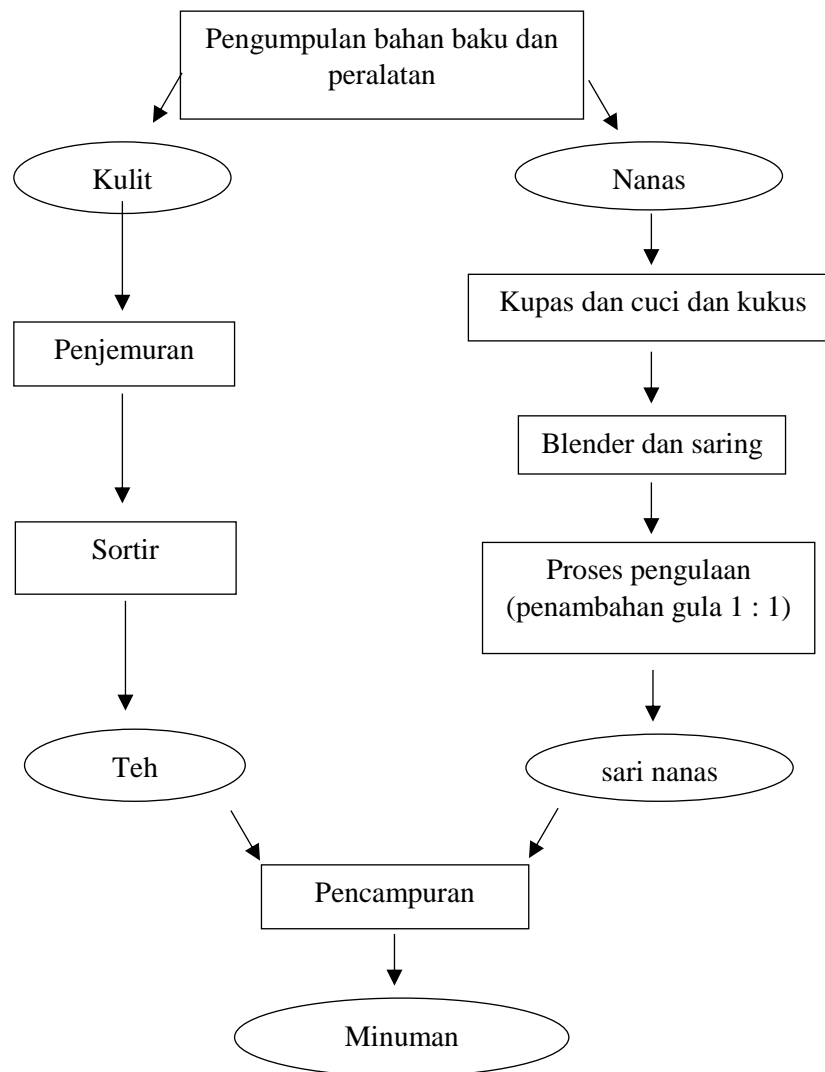 Pengumpulan bahan baku dan
peralatan
Kulit
Nanas
Kupas dan cuci dan kukus
Penjemuran
Blender dan saring
Sortir
Proses pengulaan
(penambahan gula 1 : 1)
Teh
sari nanas
Pencampuran
Minuman